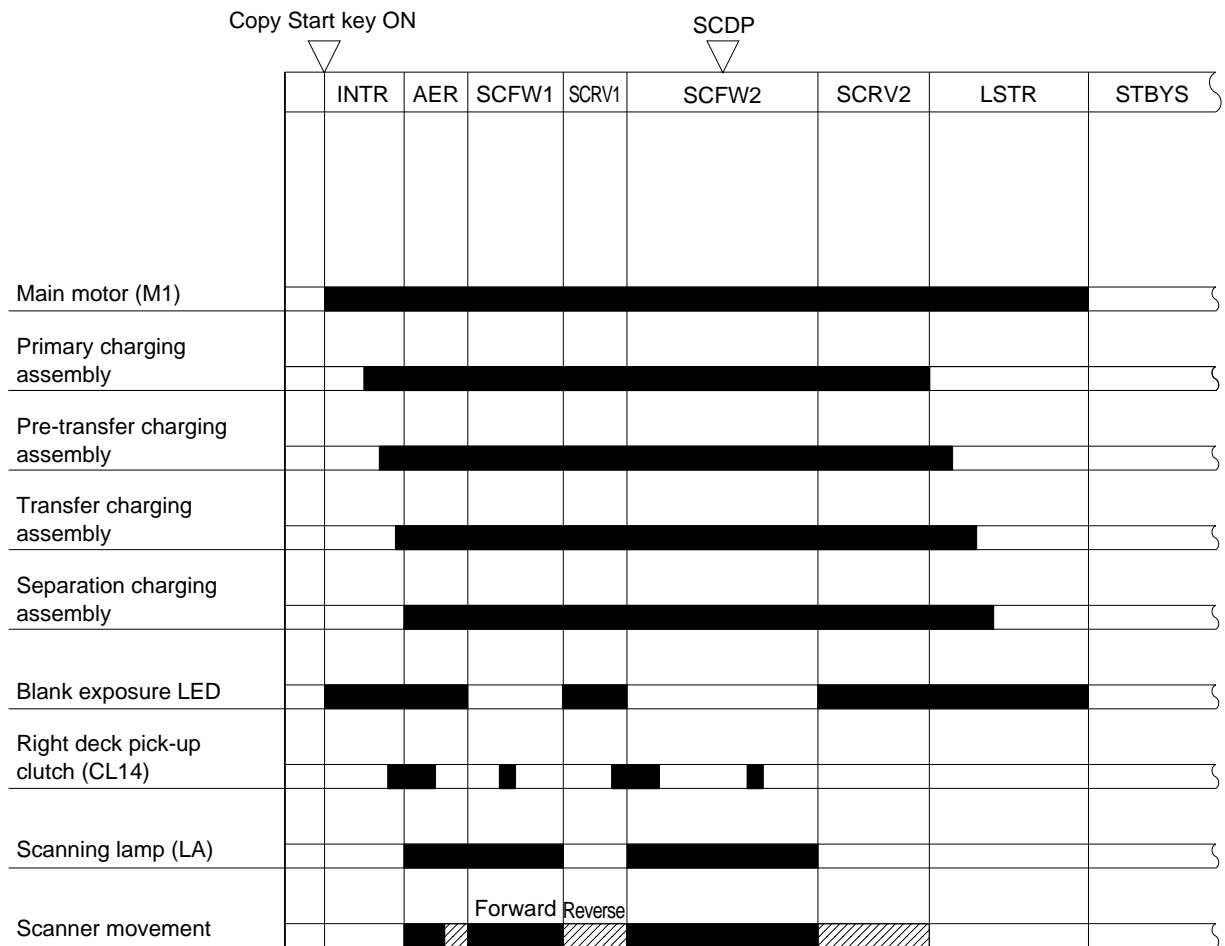 Copy Start key ON
SCDP
INTR AER SCFW1 SCRV1 SCFW2 SCRV2 LSTR STBYS
Main motor (M1)
Primary charging
assembly
Pre-transfer charging
assembly
Transfer charging
assembly
Separation charging
assembly
Blank exposure LED
Right deck pick-up
clutch (CL14)
Scanning lamp (LA)
Forward Reverse
Scanner movement